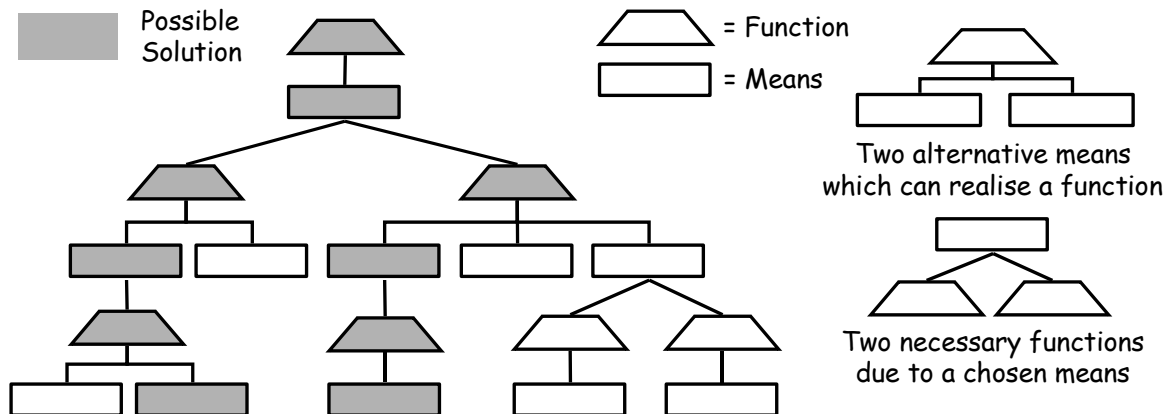 Possible
Solution
= Function
= Means
Two alternative means
which can realise a function
Two necessary functions
due to a chosen means